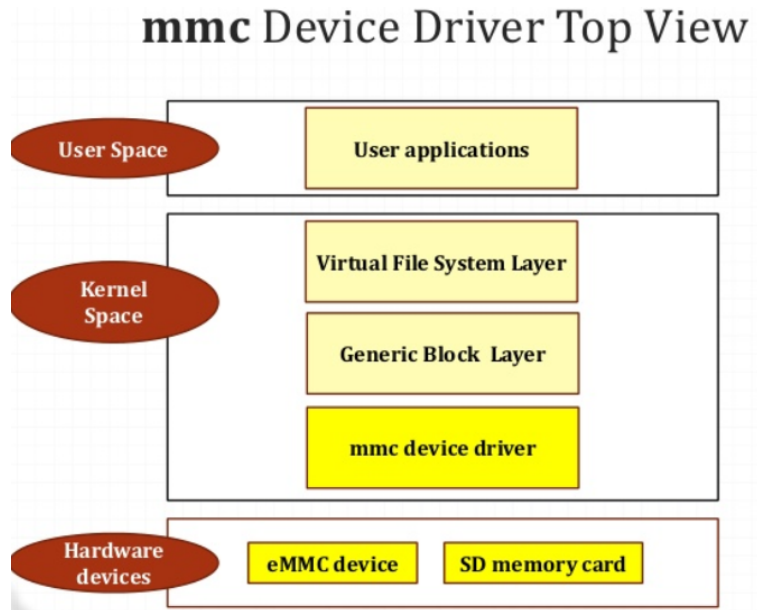 mmc Device Driver Top View
User Space
User applications
Kernel
Space
Virtual File System Layer
Generic Block Layer
mmc device driver
Hardware
devices
eMMC device
SD memory card